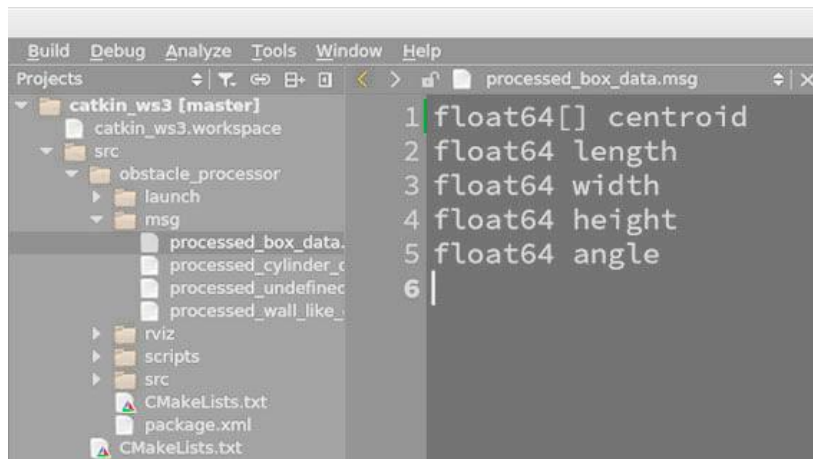 Build Debug Analyze Tools Window Help
Projects
processed_box_data.msg
catkin_ws3 [master]
catkin_ws3.workspace
src
obstacle_processor
launch
msg
processed_box_data.
processed_cylinder_c
processed_undefined
processed_wall_like_
rviz
scripts
src
CMakeLists.txt
package.xml
CMakeLists.txt
1 float64[] centroid
2 float64 length
3 float64 width
4 float64 height
5 float64 angle
6